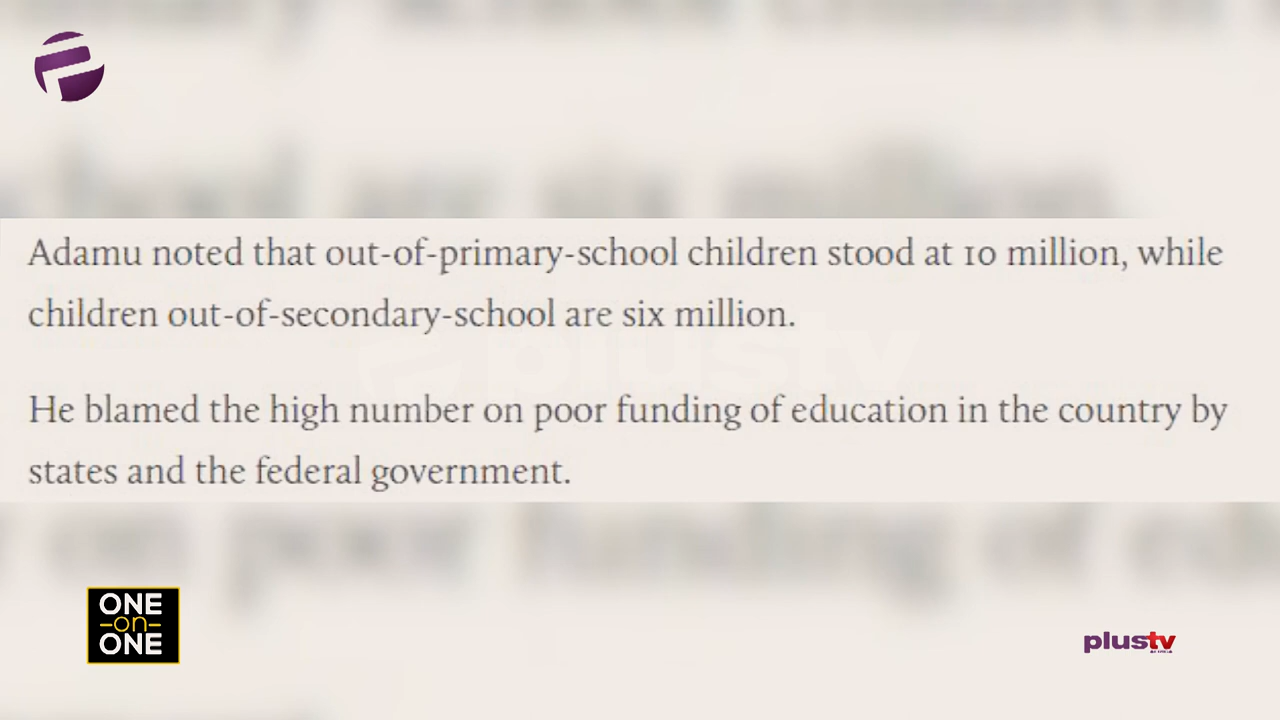 Adamu noted that out-of-primary-school children stood at 10 million, while
children out-of-secondary-school are six million.
plustv
He blamed the high number on poor funding of education in the country by
states and the federal government.
ONE
-on-
ONE
plustv